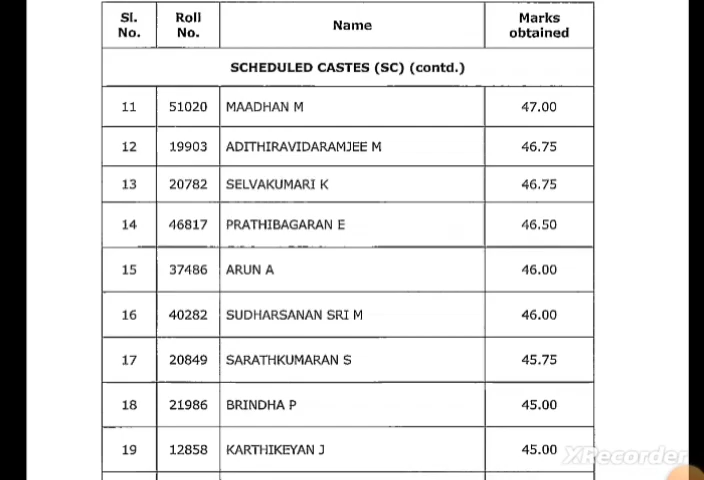 Sl. No. Roll No. Name Marks obtained
SCHEDULED CASTES (SC) (contd.)
11 51020 MAADHAN M 47.00
12 19903 ADITHIRAVIDARAMJEE M 46.75
13 20782 SELVAKUMARI K 46.75
14 46817 PRATHIBAGARAN E 46.50
15 37486 ARUN A 46.00
16 40282 SUDHARSANAN SRI M 46.00
17 20849 SARATHKUMARAN S 45.75
18 21986 BRINDHA P 45.00
19 12858 KARTHIKEYAN J 45.00
XRecorder